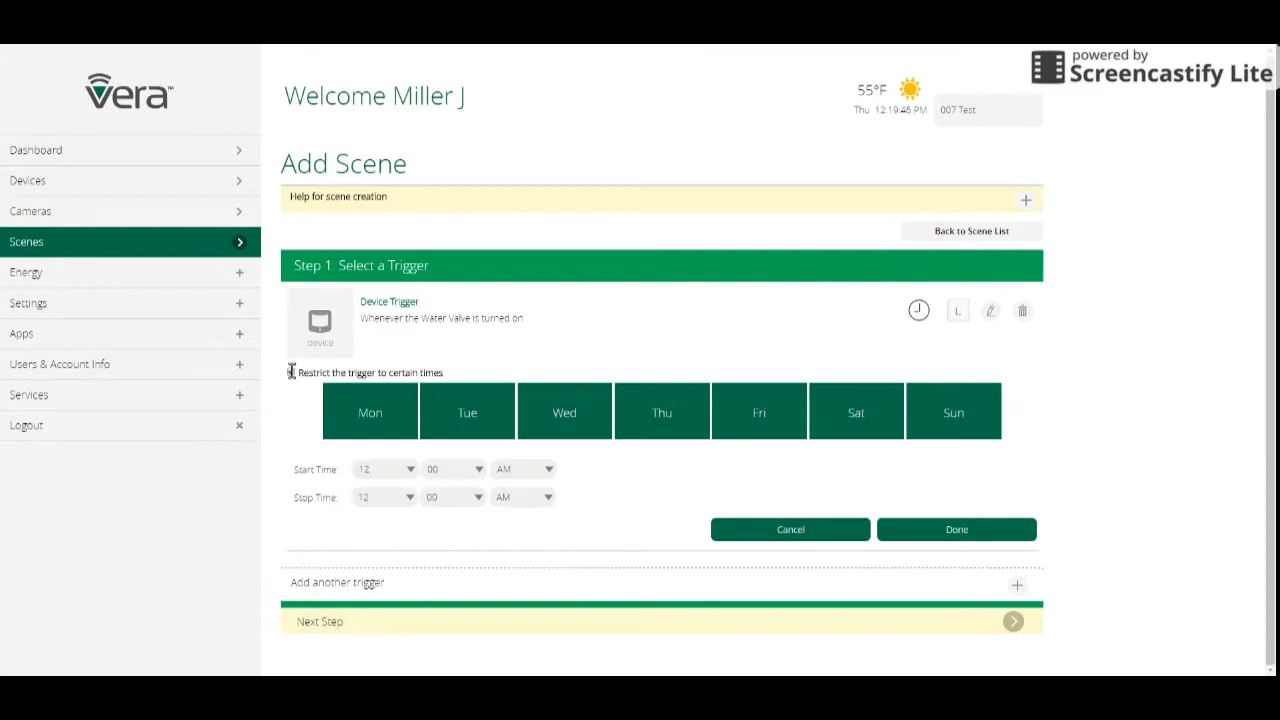 powered by
Screencastify Lite
vera™
Welcome Miller J
55°F
Thu 12:19:46 PM
007 Test
Dashboard
Devices
Cameras
Scenes
Energy
Settings
Apps
Users & Account Info
Services
Logout
Add Scene
Help for scene creation
Back to Scene List
Step 1. Select a Trigger
device
Device Trigger
Whenever the Water Valve is turned on
L
Restrict the trigger to certain times
Mon Tue Wed Thu Fri Sat Sun
Start Time: 12 00 AM
Stop Time: 12 00 AM
Cancel Done
Add another trigger
Next Step